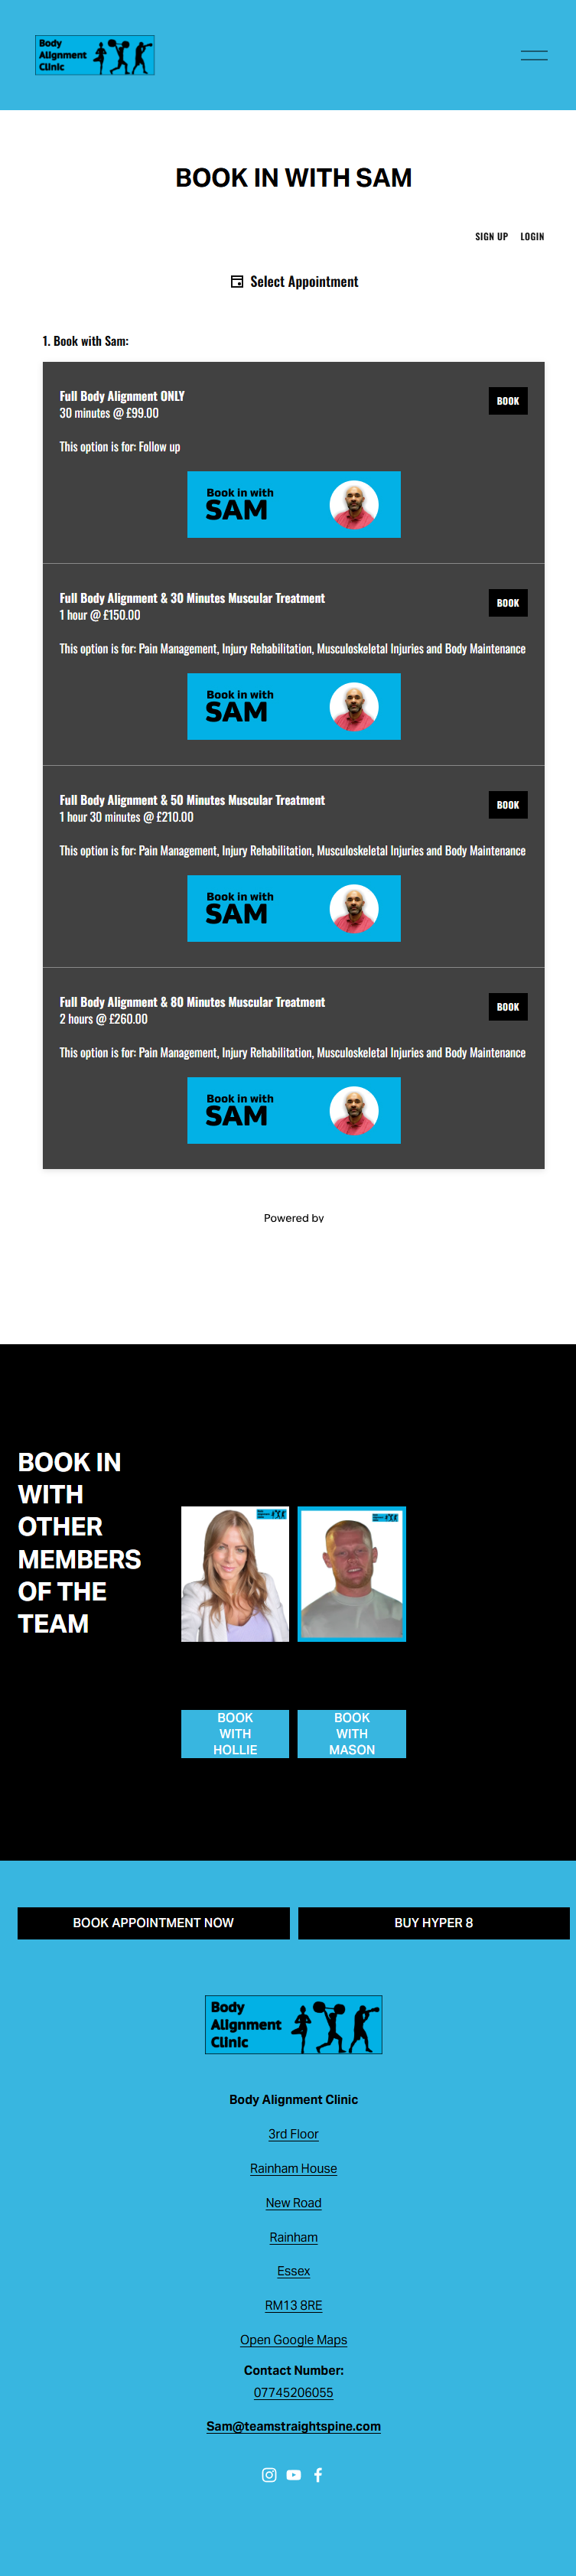 Body
Alignment
Clinic
BOOK IN WITH SAM
SIGN UP LOGIN
Select Appointment
1. Book with Sam:
Full Body Alignment ONLY
BOOK
30 minutes @ £99.00
This option is for: Follow up
Book in with
SAM
Full Body Alignment & 30 Minutes Muscular Treatment
BOOK
1 hour @ £150.00
This option is for: Pain Management, Injury Rehabilitation, Musculoskeletal Injuries and Body Maintenance
Book in with
SAM
Full Body Alignment & 50 Minutes Muscular Treatment
BOOK
1 hour 30 minutes @ £210.00
This option is for: Pain Management, Injury Rehabilitation, Musculoskeletal Injuries and Body Maintenance
Book in with
SAM
Full Body Alignment & 80 Minutes Muscular Treatment
BOOK
2 hours @ £260.00
This option is for: Pain Management, Injury Rehabilitation, Musculoskeletal Injuries and Body Maintenance
Book in with
SAM
Powered by
BOOK IN
WITH
OTHER
MEMBERS
OF THE
TEAM
BOOK
WITH
HOLLIE
BOOK
WITH
MASON
BOOK APPOINTMENT NOW
BUY HYPER 8
Body
Alignment
Clinic
Body Alignment Clinic
3rd Floor
Rainham House
New Road
Rainham
Essex
RM13 8RE
Open Google Maps
Contact Number:
07745206055
Sam@teamstraightspine.com